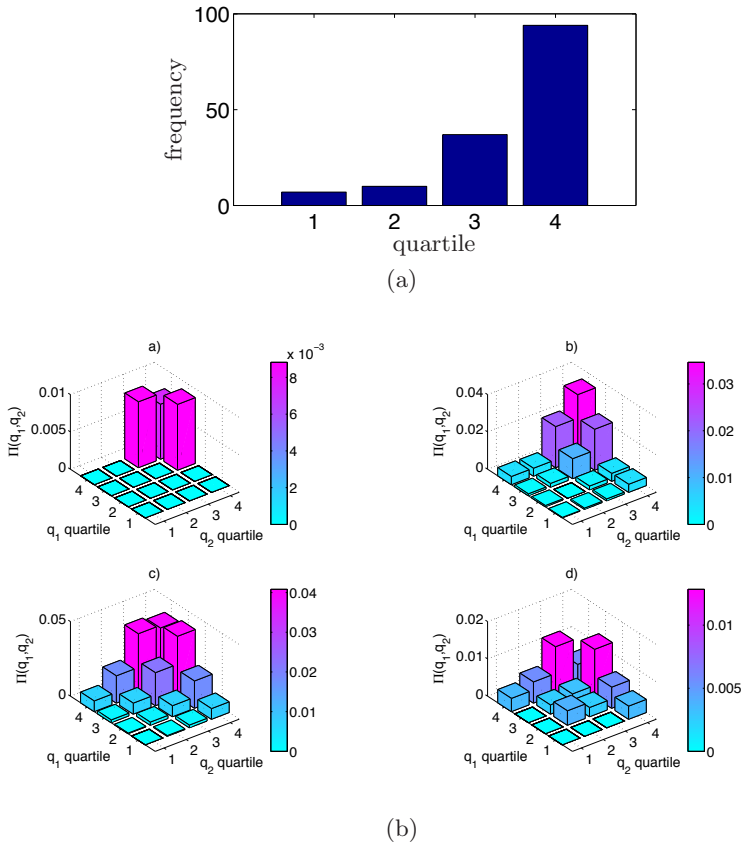 100
50
0
frequency
1 2 3 4
quartile
(a)
a)
x 10⁻³
0.01
0.005
0
Π(q₁,q₂)
4 3 2 1
q₁ quartile
1 2 3 4
q₂ quartile
8
6
4
2
0
b)
0.04
0.02
0
Π(q₁,q₂)
4 3 2 1
q₁ quartile
1 2 3 4
q₂ quartile
0.03
0.02
0.01
0
c)
0.05
0
Π(q₁,q₂)
4 3 2 1
q₁ quartile
1 2 3 4
q₂ quartile
0.04
0.03
0.02
0.01
0
d)
0.02
0.01
0
Π(q₁,q₂)
4 3 2 1
q₁ quartile
1 2 3 4
q₂ quartile
0.01
0.005
0
(b)